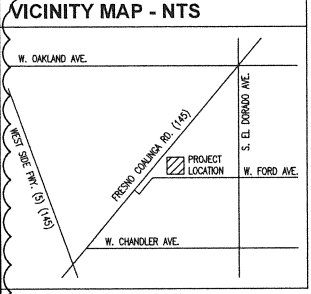 VICINITY MAP - NTS
W. OAKLAND AVE.
S. EL DORADO AVE.
WEST SIDE FWY. (5) (145)
FRESNO COALINGA RD. (145)
PROJECT
LOCATION
W. FORD AVE.
W. CHANDLER AVE.